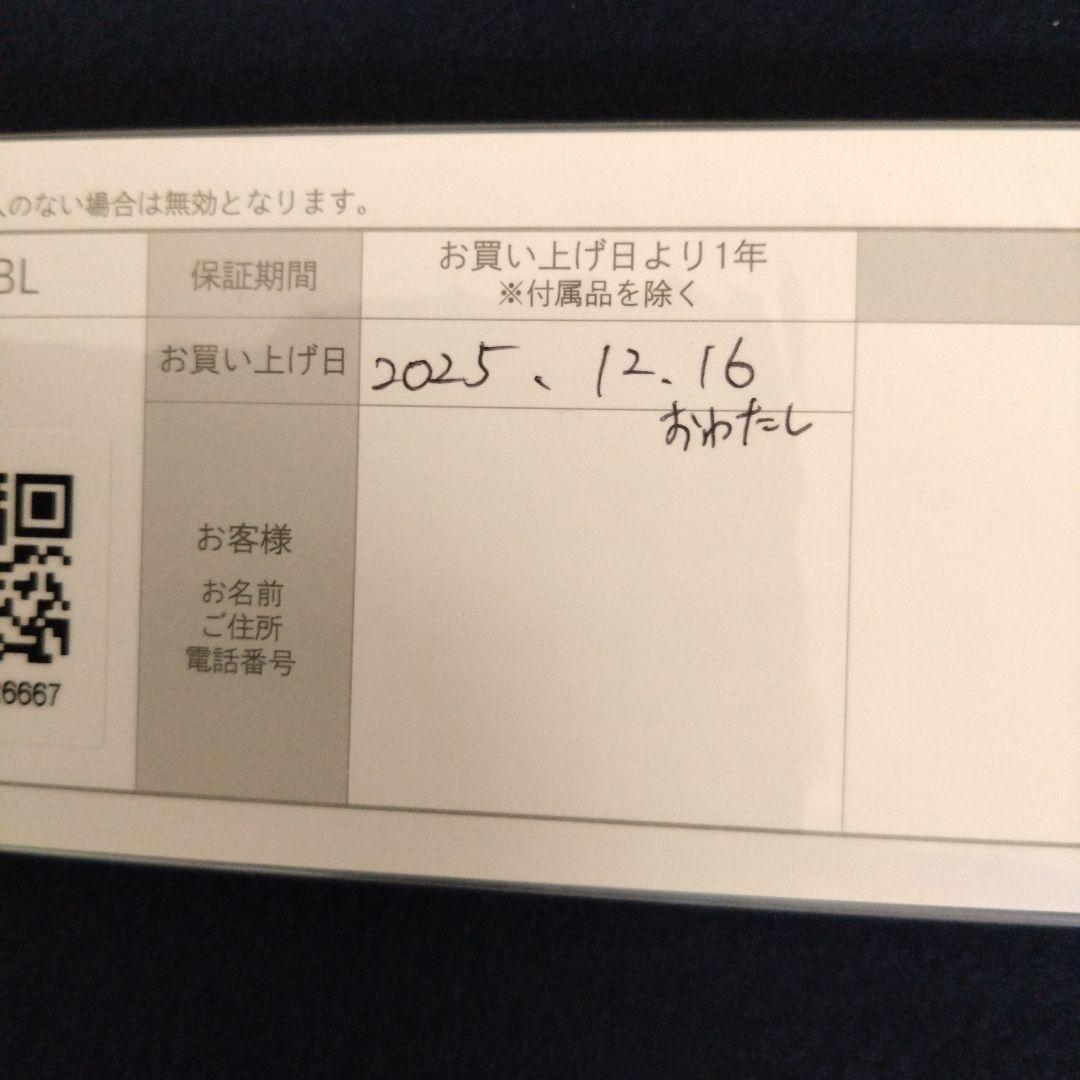 入のない場合は無効となります。
BL
保証期間
お買い上げ日より1年
※付属品を除く
お買い上げ日
2025、12.16
おわたし
お客様
お名前
ご住所
電話番号
6667